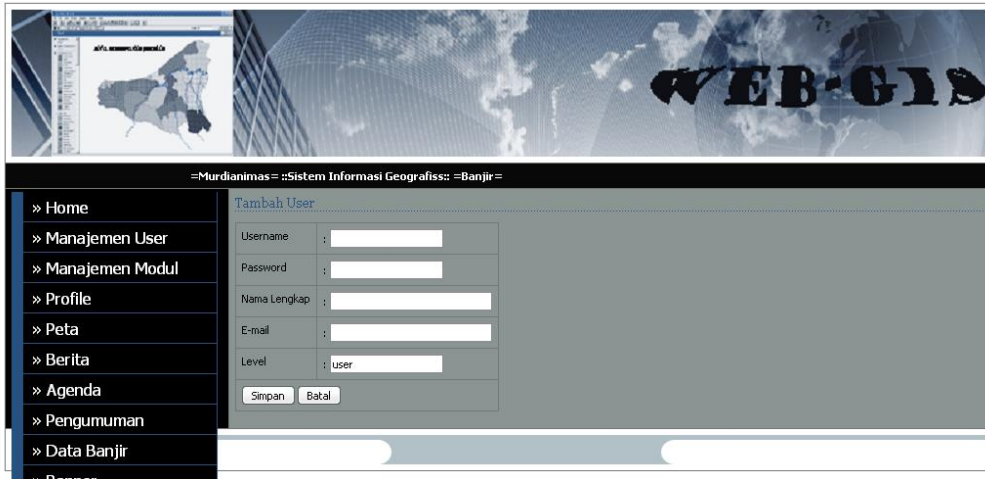 WEB-GIS
=Murdianimas= ::Sistem Informasi Geografiss:: =Banjir=
» Home
» Manajemen User
» Manajemen Modul
» Profile
» Peta
» Berita
» Agenda
» Pengumuman
» Data Banjir
» Banner
Tambah User
Username :
Password :
Nama Lengkap :
E-mail :
Level : user
Simpan Batal